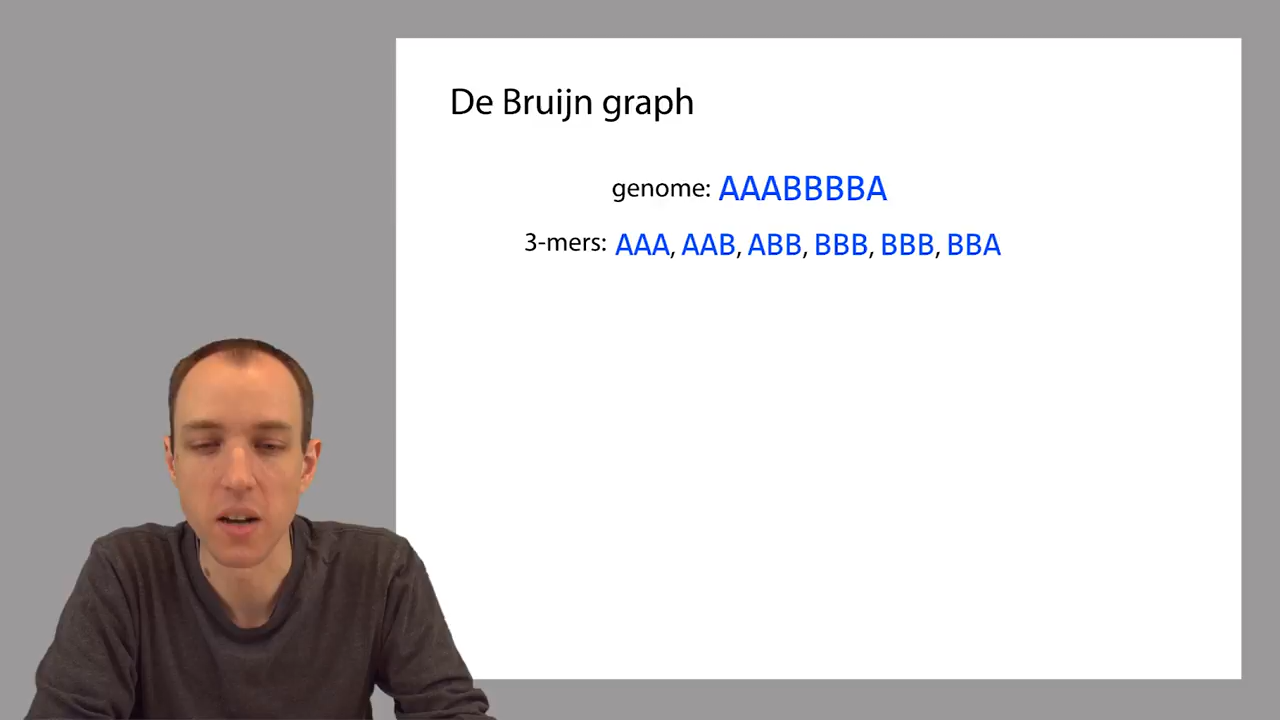 De Bruijn graph
genome: AAABBBBA
3-mers: AAA, AAB, ABB, BBB, BBB, BBA